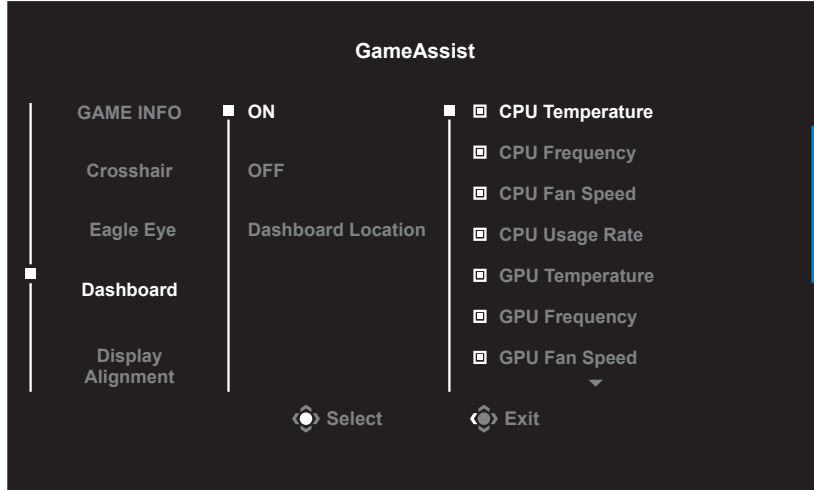 GameAssist
GAME INFO
Crosshair
Eagle Eye
Dashboard
Display
Alignment
ON
OFF
Dashboard Location
CPU Temperature
CPU Frequency
CPU Fan Speed
CPU Usage Rate
GPU Temperature
GPU Frequency
GPU Fan Speed
Select
Exit